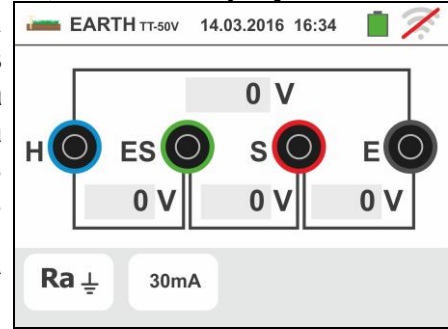 EARTH TT-50V 14.03.2016 16:34
0 V
H ES S E
0 V 0 V 0 V
Ra 30mA